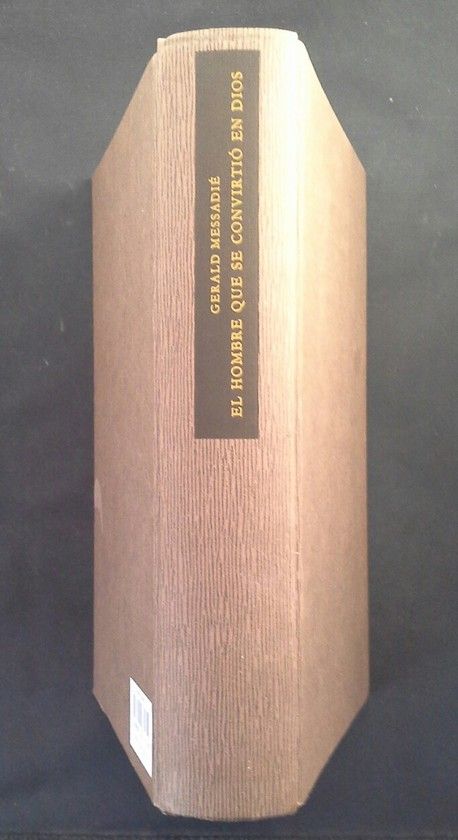 GERALD MESSADIÉ
EL HOMBRE QUE SE CONVIRTIÓ EN DIOS